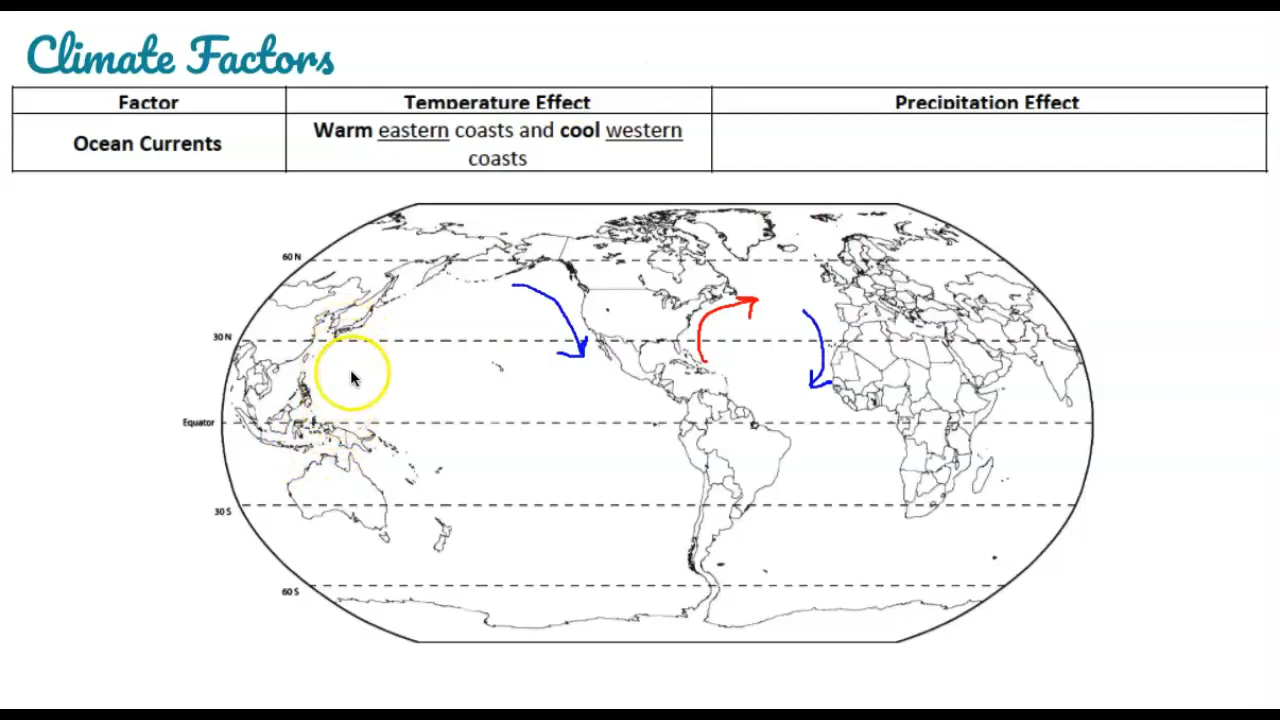 Climate Factors
Factor Temperature Effect Precipitation Effect
Ocean Currents Warm eastern coasts and cool western
coasts
60 N
30 N
Equator
30 S
60 S